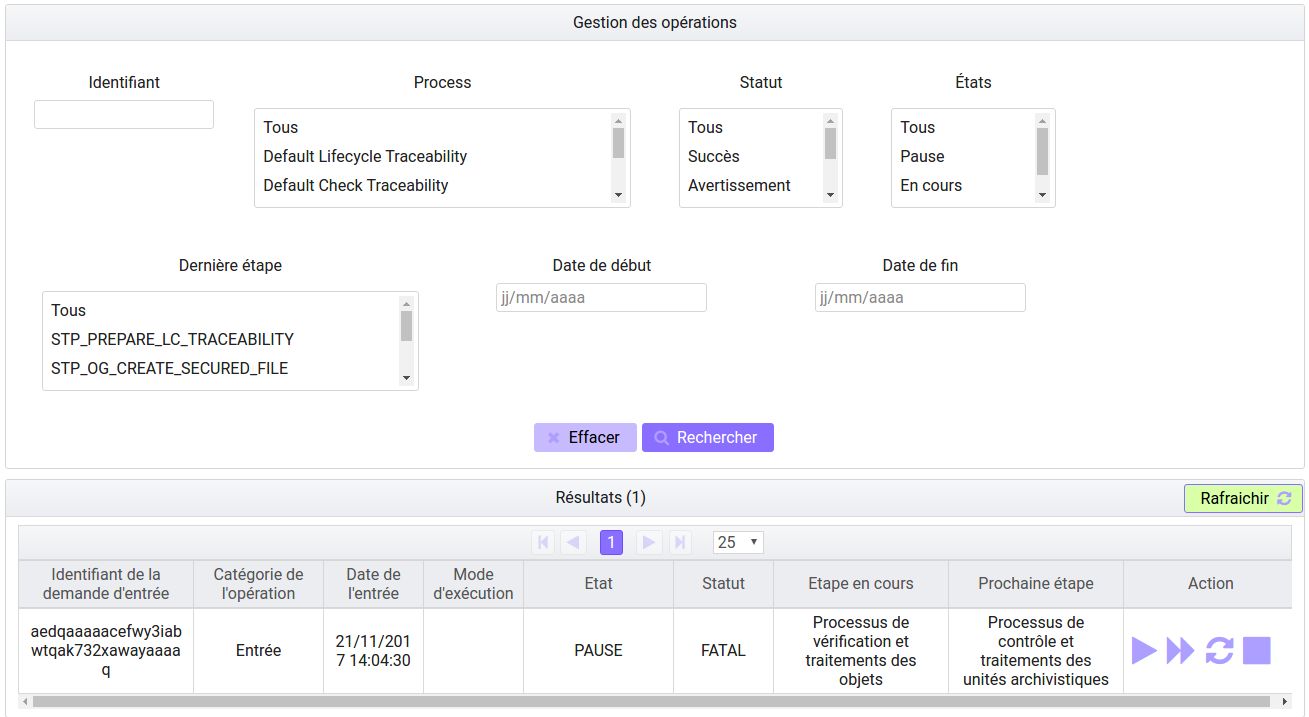 Gestion des opérations
Identifiant
Process
Statut
États
Tous
Default Lifecycle Traceability
Default Check Traceability
Tous
Succès
Avertissement
Tous
Pause
En cours
Dernière étape
Date de début
Date de fin
Tous
STP_PREPARE_LC_TRACEABILITY
STP_OG_CREATE_SECURED_FILE
jj/mm/aaaa
jj/mm/aaaa
Effacer
Rechercher
Résultats (1)
Rafraichir
1
25
Identifiant de la
demande d'entrée
Catégorie de
l'opération
Date de
l'entrée
Mode
d'exécution
Etat
Statut
Etape en cours
Prochaine étape
Action
aedqaaaaacefwy3iab
wtqak732xawayaaaa
q
Entrée
21/11/201
7 14:04:30
PAUSE
FATAL
Processus de
vérification et
traitements des
objets
Processus de
contrôle et
traitements des
unités archivistiques